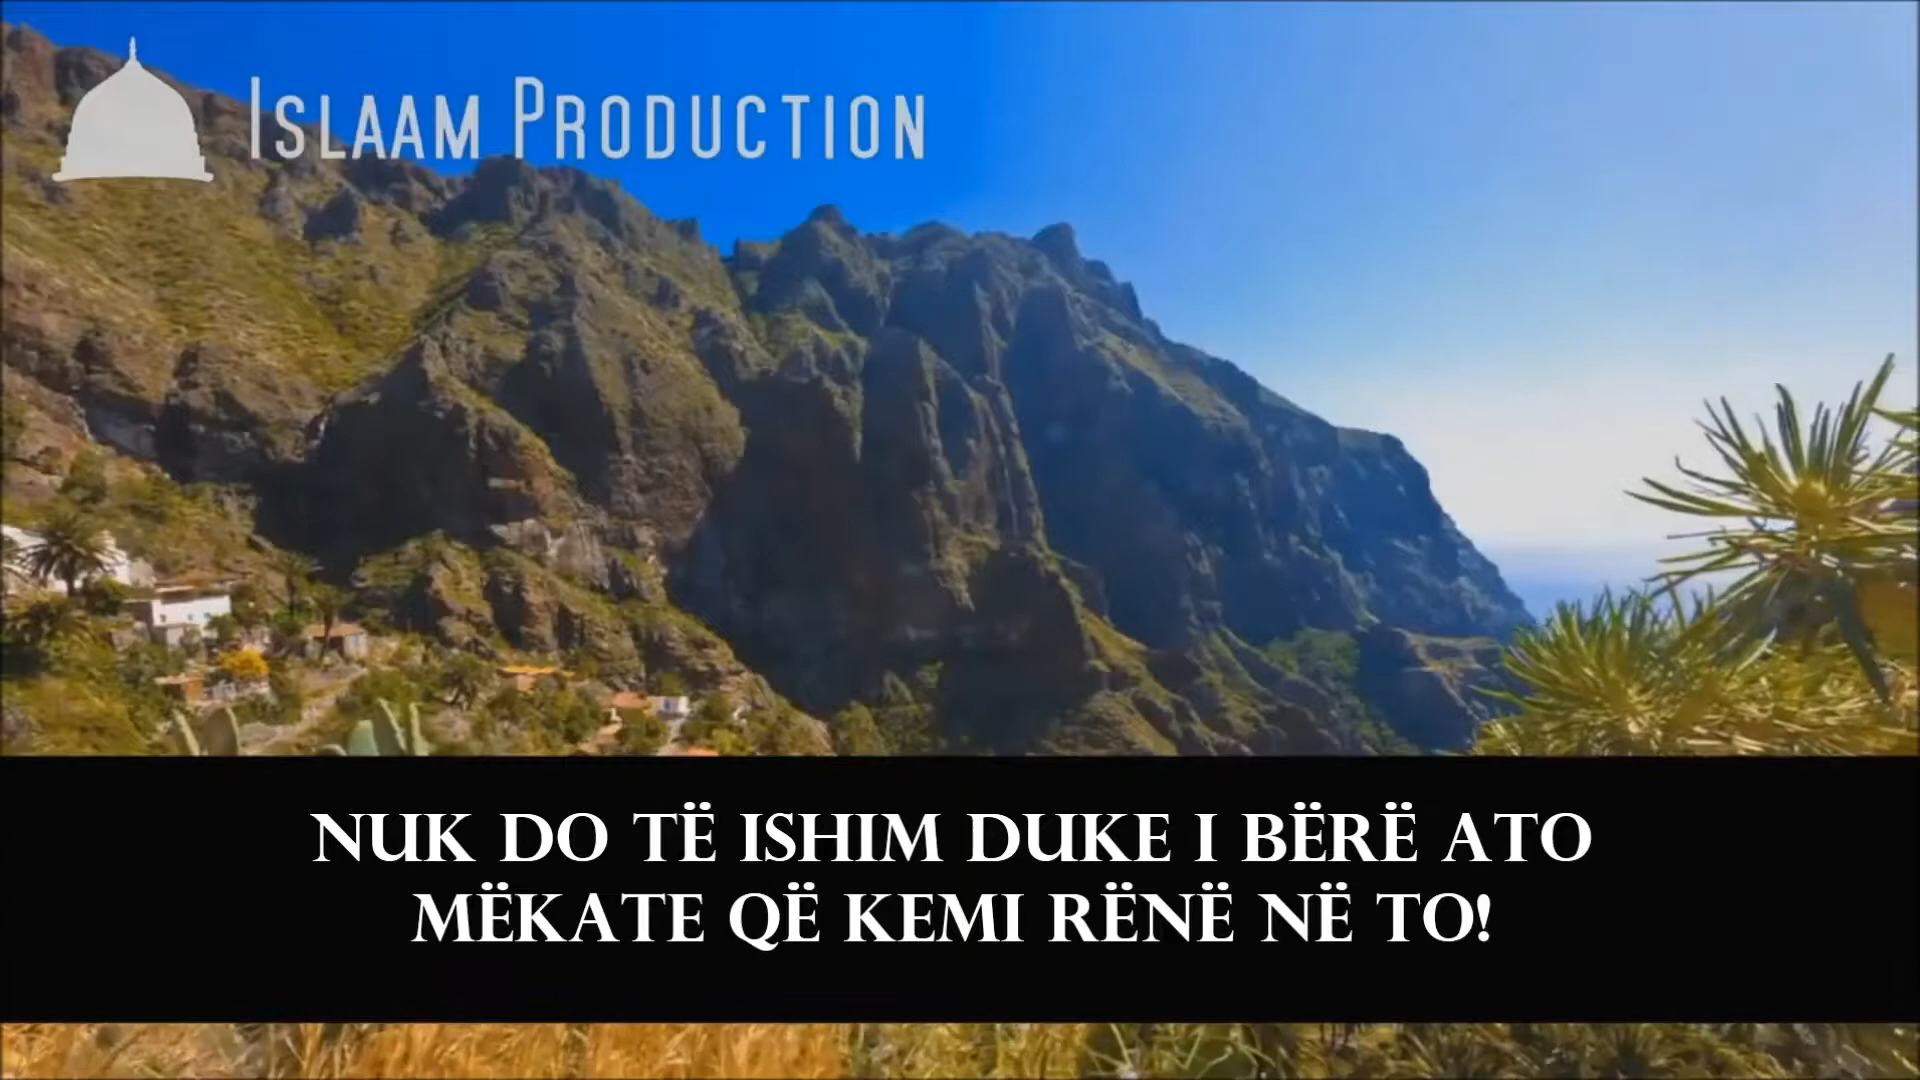 Islaam Production
NUK DO TË ISHIM DUKE I BËRË ATO
MËKATE QË KEMI RËNË NË TO!